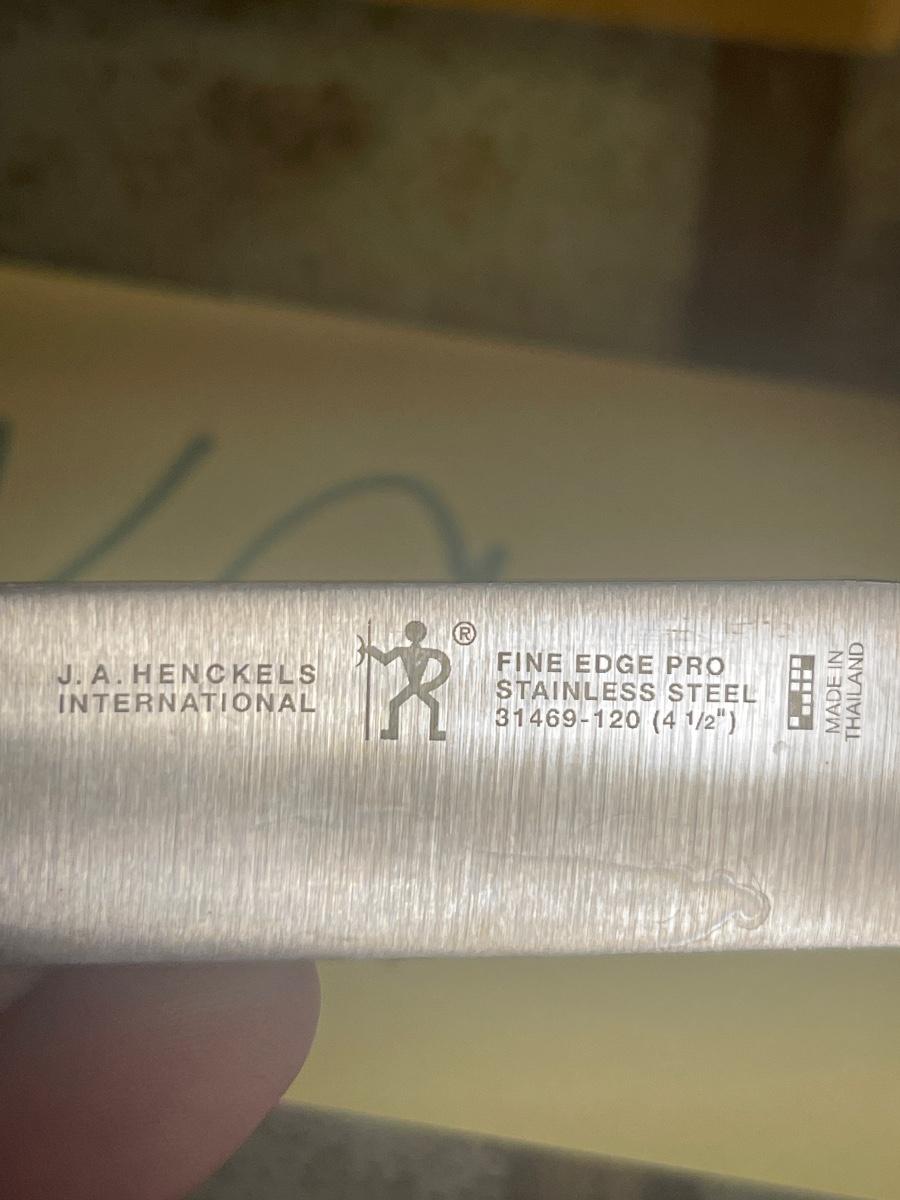 J. A. HENCKELS
INTERNATIONAL
®
FINE EDGE PRO
STAINLESS STEEL
31469-120 (4 1/2")
MADE IN
THAILAND